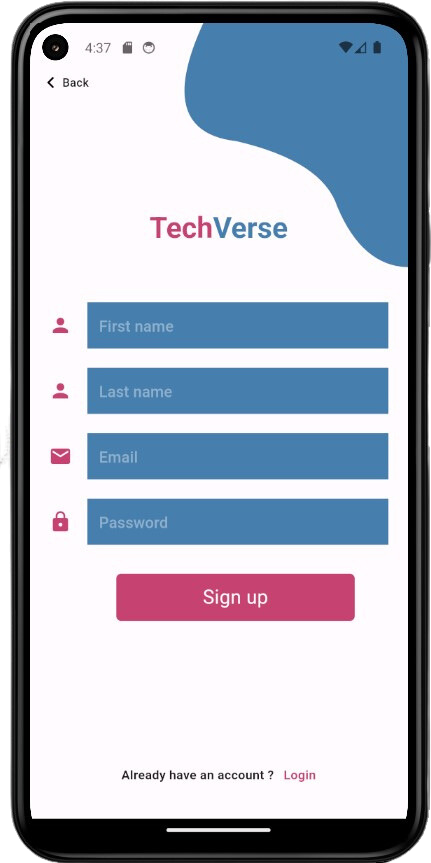 4:37
Back
TechVerse
First name
Last name
Email
Password
Sign up
Already have an account ? Login